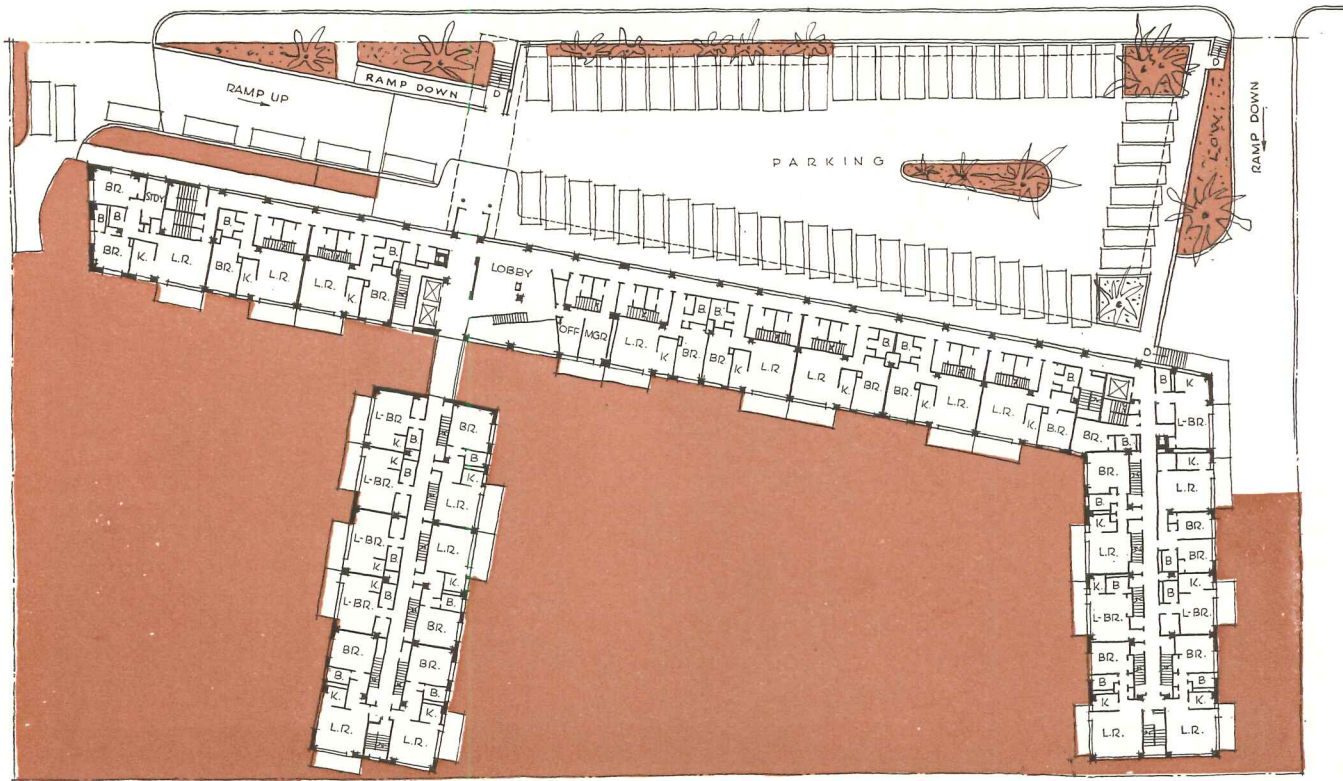 RAMP UP
RAMP DOWN
D
D
LOW
RAMP DOWN
PARKING
BR.
STDY
B
B
BR.
K.
L.R.
B.
BR.
K.
L.R.
L.R.
K.
B.
BR.
LOBBY
OFF
MGR
L.R.
K.
B.
BR.
B.
BR.
K.
L.R.
L.R.
K.
B.
BR.
B.
BR.
K.
L.R.
L.R.
K.
B.
B.R.
BR.
B.
D
L-BR.
K.
B.
L-BR.
K.
B
L-BR.
K.
B
L-BR.
K.
B
BR.
B.
K.
L.R.
BR.
B
K.
L.R.
L.R.
K.
B.
BR.
BR.
B.
K.
L.R.
B
K
L-BR.
K.
L.R.
BR.
BR.
B
K.
B
L-BR.
BR.
B
K.
L.R.
BR.
B.
K.
L.R.
K.
B
L-BR.
BR.
B
K.
L.R.